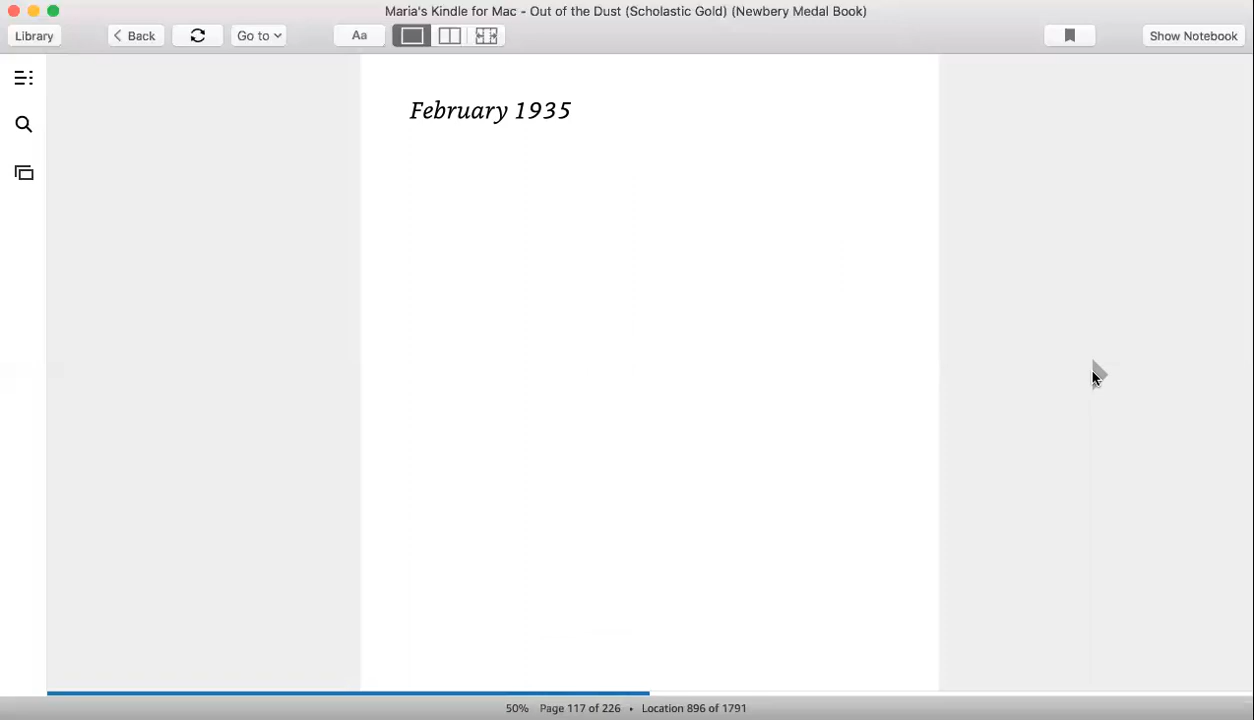 Maria's Kindle for Mac - Out of the Dust (Scholastic Gold) (Newbery Medal Book)
Library Back Go to Aa Show Notebook
February 1935
50% Page 117 of 226 • Location 896 of 1791